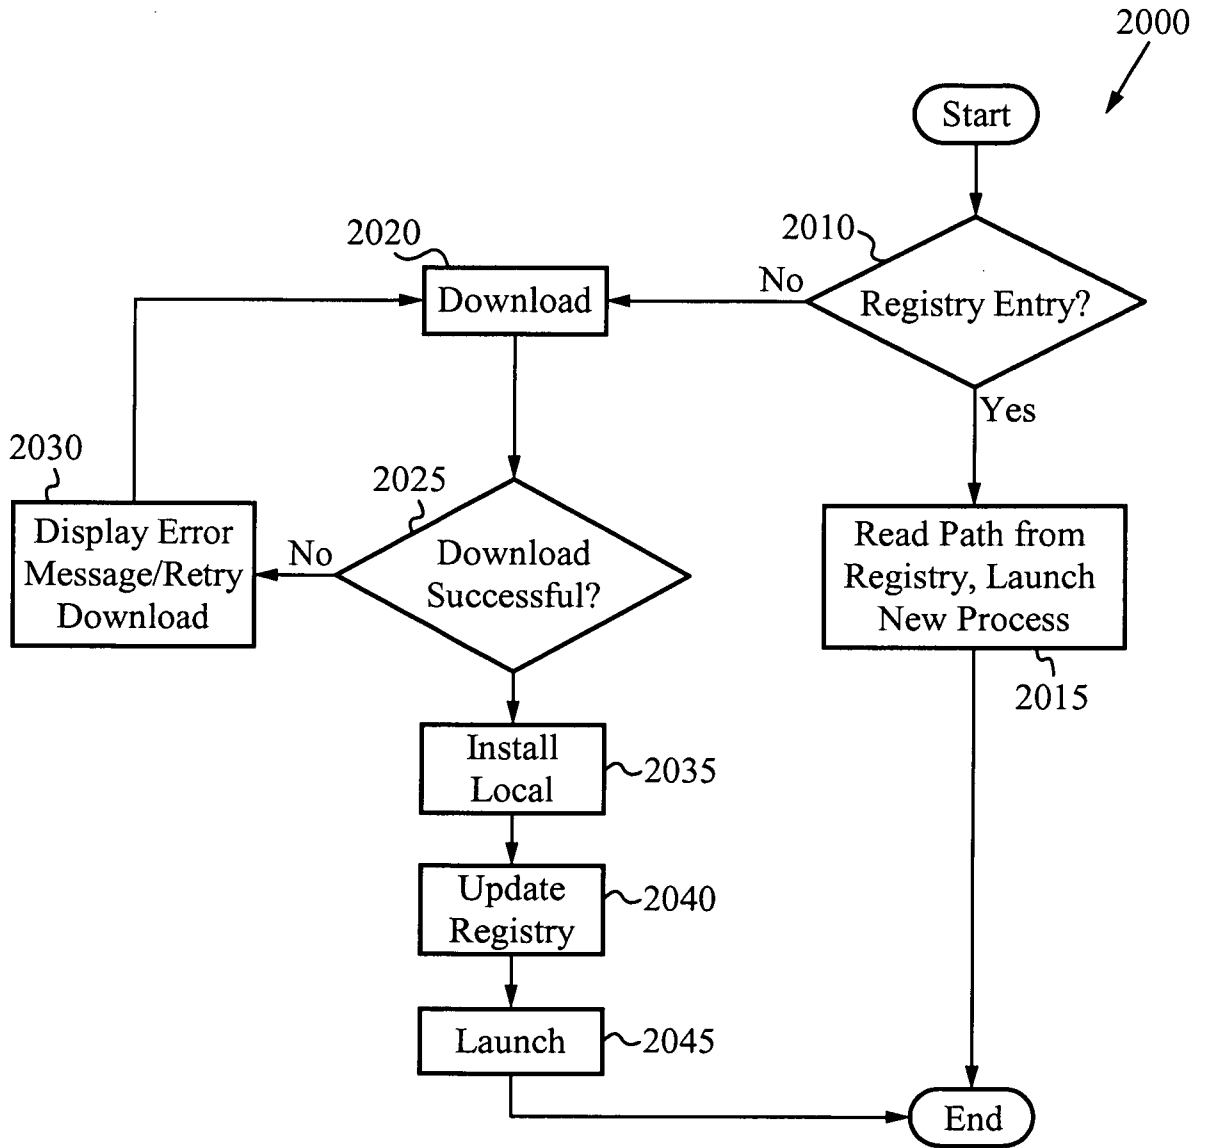 2000
Start
2010
Registry Entry?
No
Yes
2020
Download
2030
Display Error
Message/Retry
Download
No
2025
Download
Successful?
Read Path from
Registry, Launch
New Process
2015
Install
Local
2035
Update
Registry
2040
Launch
2045
End